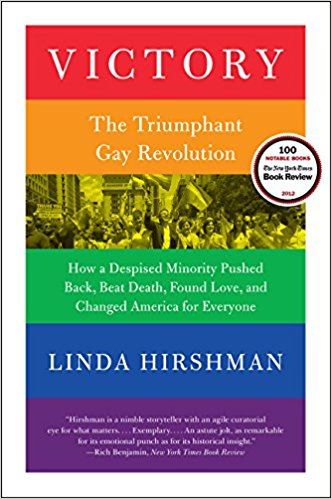 VICTORY
The Triumphant
Gay Revolution
100
NOTABLE BOOKS
The New York Times
Book Review
2012
How a Despised Minority Pushed
Back, Beat Death, Found Love, and
Changed America for Everyone
LINDA HIRSHMAN
"Hirshman is a nimble storyteller with an agile curatorial
eye for what matters. . . . Exemplary. . . . An astute job, as remarkable
for its emotional punch as for its historical insight."
—Rich Benjamin, New York Times Book Review